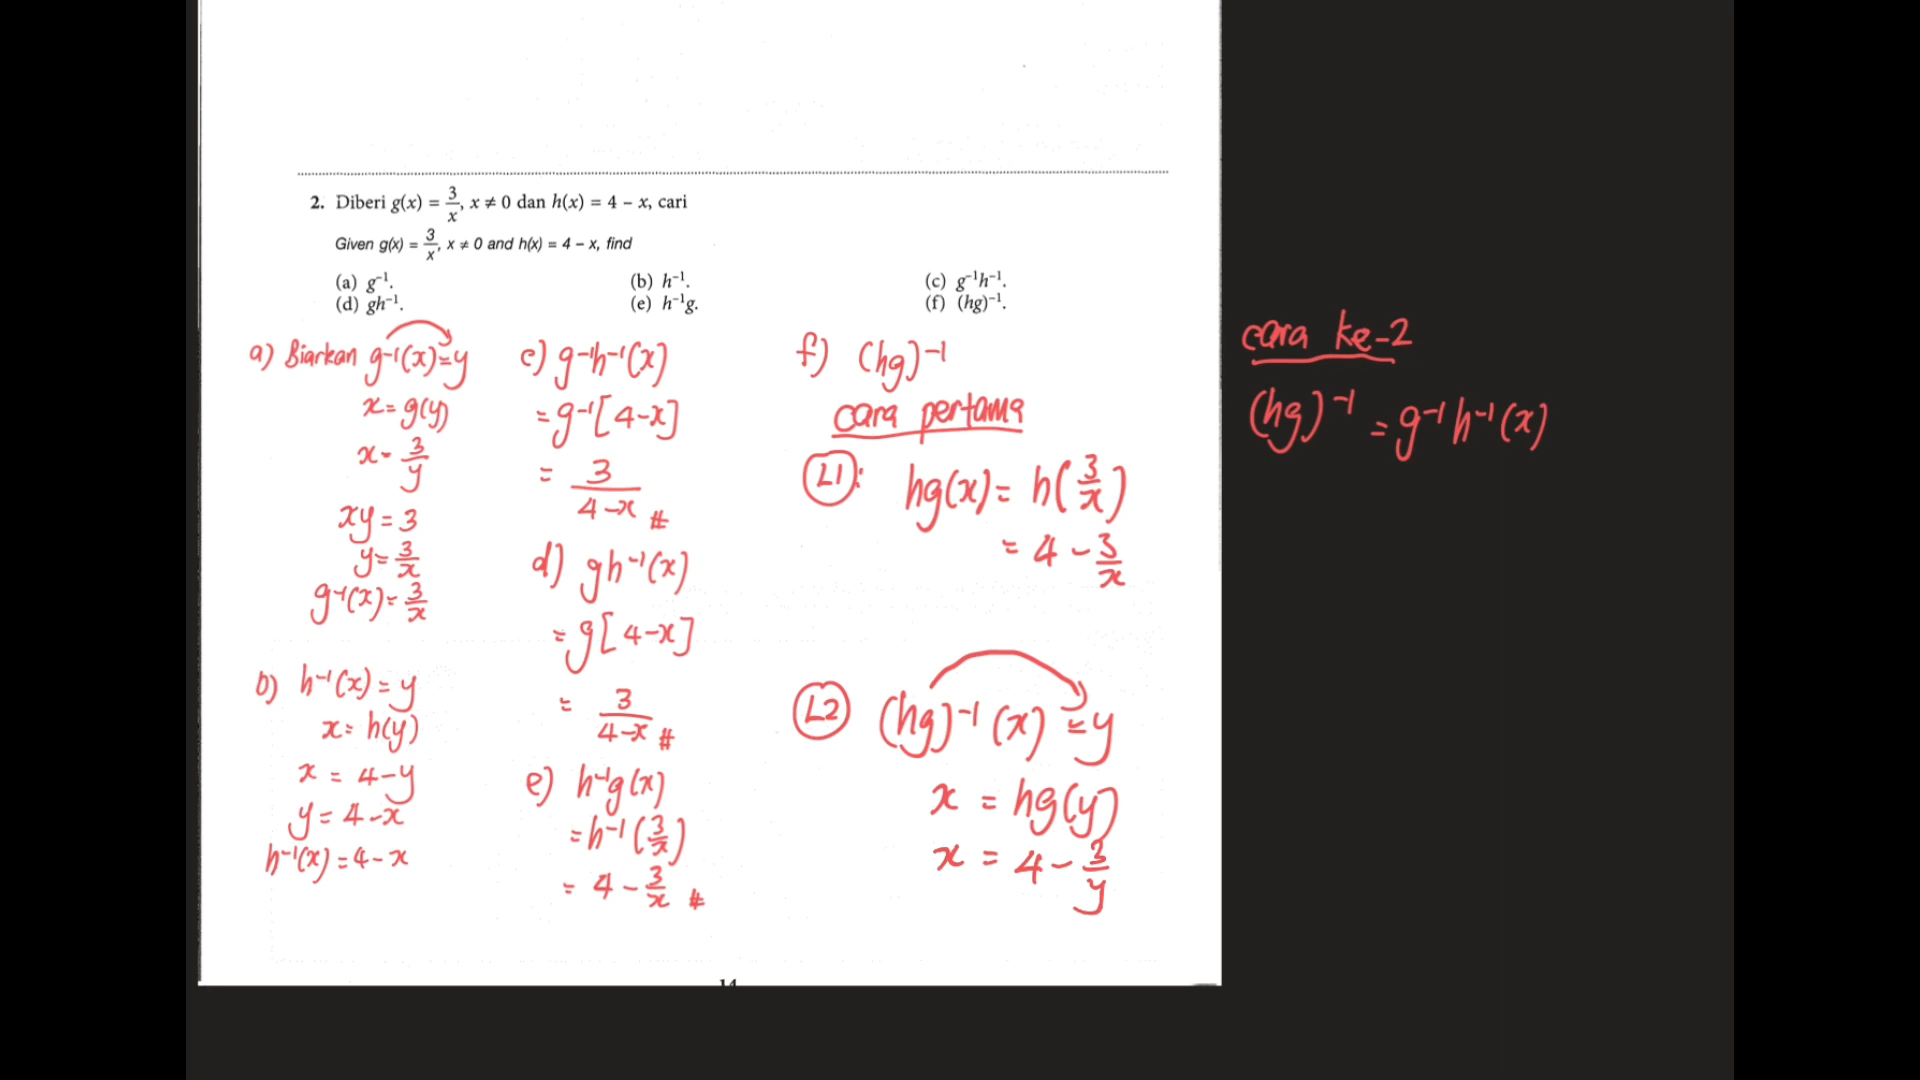 2. Diberi g(x) = 3/x, x ≠ 0 dan h(x) = 4 – x, cari
Given g(x) = 3/x, x ≠ 0 and h(x) = 4 – x, find
(a) g⁻¹. (b) h⁻¹. (c) g⁻¹h⁻¹.
(d) gh⁻¹. (e) h⁻¹g. (f) (hg)⁻¹.
a) Biarkan g⁻¹(x)=y
x = g(y)
x = 3/y
xy = 3
y = 3/x
g⁻¹(x) = 3/x
b) h⁻¹(x) = y
x = h(y)
x = 4-y
y = 4-x
h⁻¹(x) = 4-x
c) g⁻¹h⁻¹(x)
= g⁻¹[4-x]
= 3/(4-x) #
d) gh⁻¹(x)
= g[4-x]
= 3/(4-x) #
e) h⁻¹g(x)
= h⁻¹(3/x)
= 4 - 3/x #
f) (hg)⁻¹
cara pertama
L1: hg(x) = h(3/x)
= 4 - 3/x
L2 (hg)⁻¹(x) = y
x = hg(y)
x = 4 - 3/y
cara ke-2
(hg)⁻¹ = g⁻¹h⁻¹(x)
14